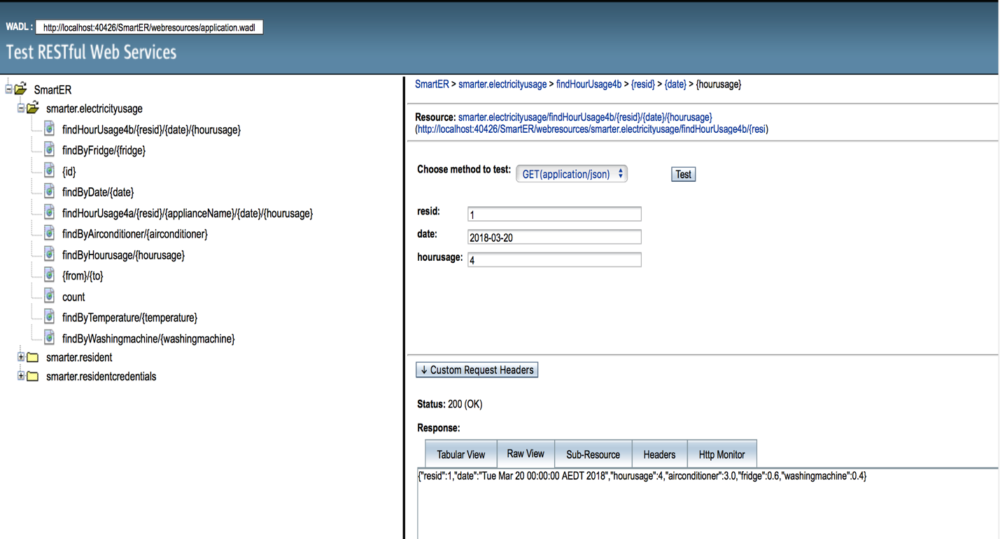 WADL : http://localhost:40426/SmartER/webresources/application.wadl
Test RESTful Web Services
SmartER
smarter.electricityusage
findHourUsage4b/{resid}/{date}/{hourusage}
findByFridge/{fridge}
{id}
findByDate/{date}
findHourUsage4a/{resid}/{applianceName}/{date}/{hourusage}
findByAirconditioner/{airconditioner}
findByHourusage/{hourusage}
{from}/{to}
count
findByTemperature/{temperature}
findByWashingmachine/{washingmachine}
smarter.resident
smarter.residentcredentials
SmartER > smarter.electricityusage > findHourUsage4b > {resid} > {date} > {hourusage}
Resource: smarter.electricityusage/findHourUsage4b/{resid}/{date}/{hourusage}
(http://localhost:40426/SmartER/webresources/smarter.electricityusage/findHourUsage4b/{resi)
Choose method to test: GET(application/json) Test
resid: 1
date: 2018-03-20
hourusage: 4
↓ Custom Request Headers
Status: 200 (OK)
Response:
Tabular View Raw View Sub-Resource Headers Http Monitor
{"resid":1,"date":"Tue Mar 20 00:00:00 AEDT 2018","hourusage":4,"airconditioner":3.0,"fridge":0.6,"washingmachine":0.4}